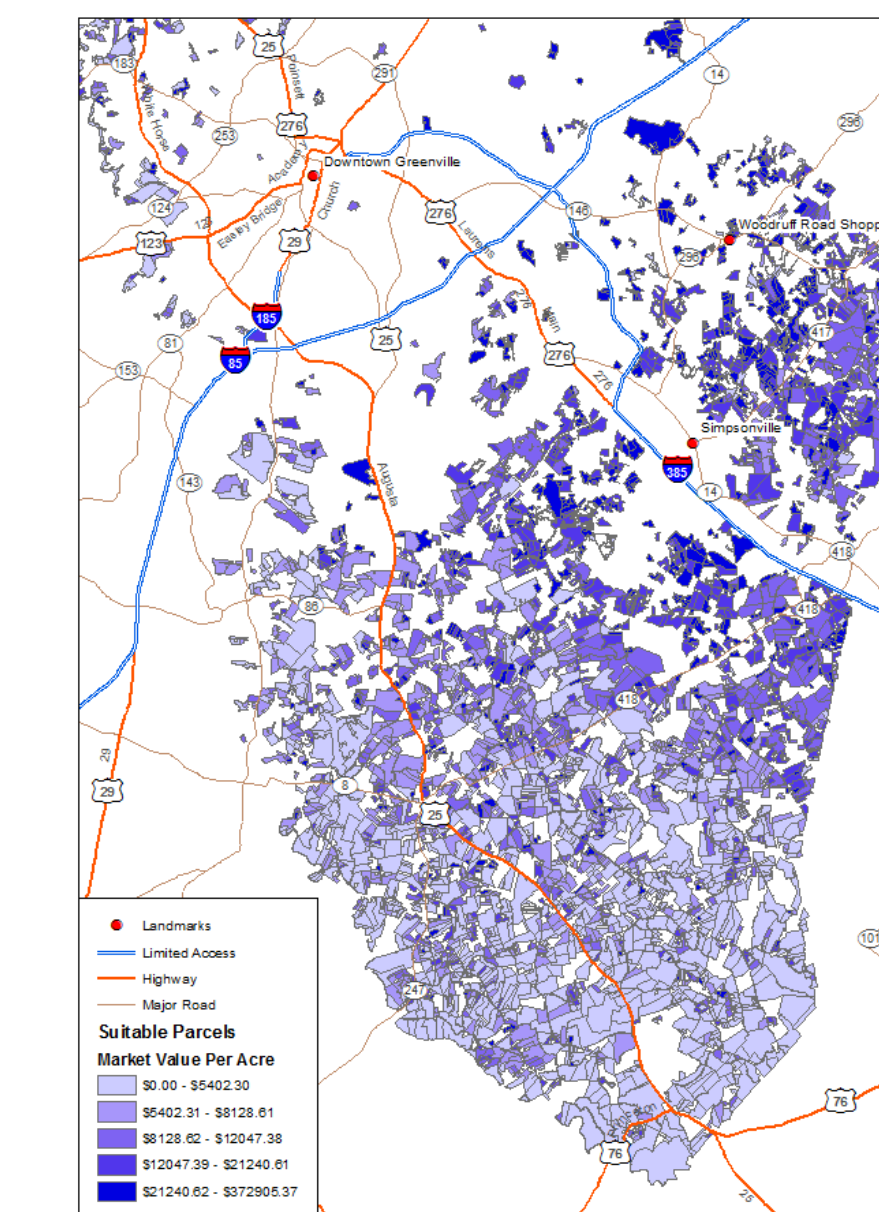 25
183
Poinsett
291
14
White Horse
276
253
296
Academy
Downtown Greenville
124
Church
123
Easley Bridge
276
146
123
29
Laurens
Woodruff Road Shopp
296
185
276
Main
81
25
85
276
417
153
276
Simpsonville
385
143
Augusta
14
418
86
418
418
29
8
29
25
101
247
76
76
25
Landmarks
Limited Access
Highway
Major Road
Suitable Parcels
Market Value Per Acre
$0.00 - $5402.30
$5402.31 - $8128.61
$8128.62 - $12047.38
$12047.39 - $21240.61
$21240.62 - $372905.37